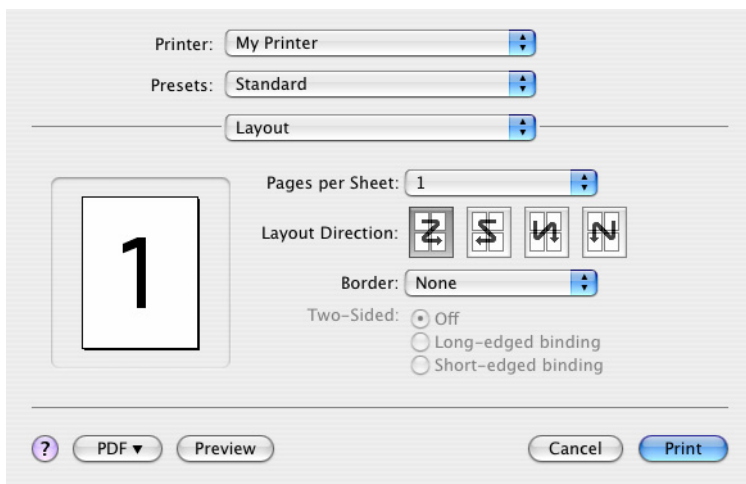 Printer: My Printer
Presets: Standard
Layout
Pages per Sheet: 1
Layout Direction:
Border: None
Two-Sided: Off
Long-edged binding
Short-edged binding
1
? PDF▼ Preview Cancel Print